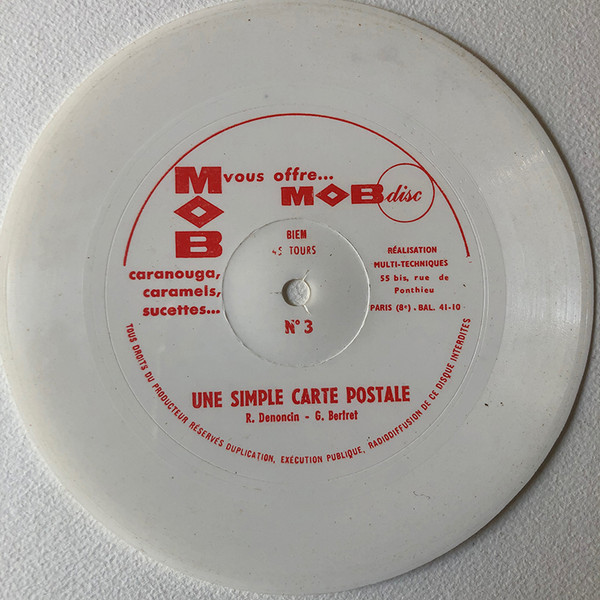 MOB
vous offre...
MOB disc
caranouga,
caramels,
sucettes...
BIEM
45 TOURS
N° 3
RÉALISATION
MULTI-TECHNIQUES
55 bis, rue de
Ponthieu
PARIS (8e). BAL. 41-10
UNE SIMPLE CARTE POSTALE
R. Denoncin - G. Bertret
TOUS DROITS DU PRODUCTEUR RÉSERVÉS DUPLICATION, EXÉCUTION PUBLIQUE, RADIODIFFUSION DE CE DISQUE INTERDITES